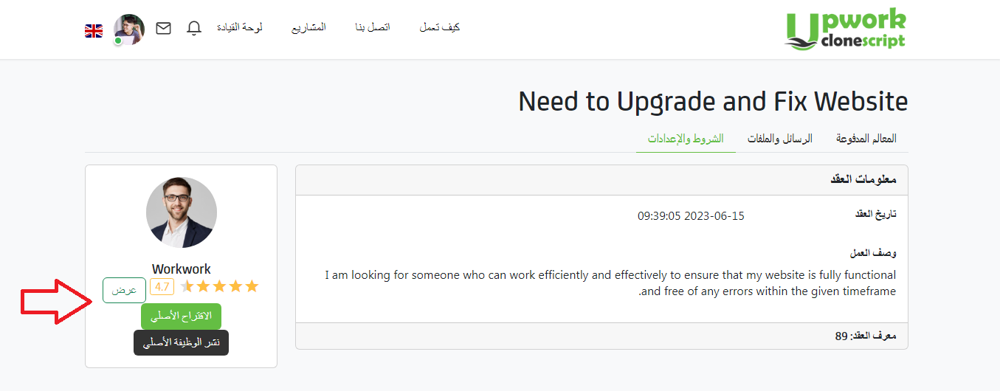 Upwork
clonescript
كيف تعمل
اتصل بنا
المشاريع
لوحة القيادة
Need to Upgrade and Fix Website
المعالم المدفوعة
الرسائل والملفات
الشروط والإعدادات
معلومات العقد
تاريخ العقد
09:39:05 2023-06-15
وصف العمل
I am looking for someone who can work efficiently and effectively to ensure that my website is fully functional
.and free of any errors within the given timeframe
معرف العقد: 89
Workwork
4.7
عرض
الاقتراح الأصلي
نشر الوظيفة الأصلي